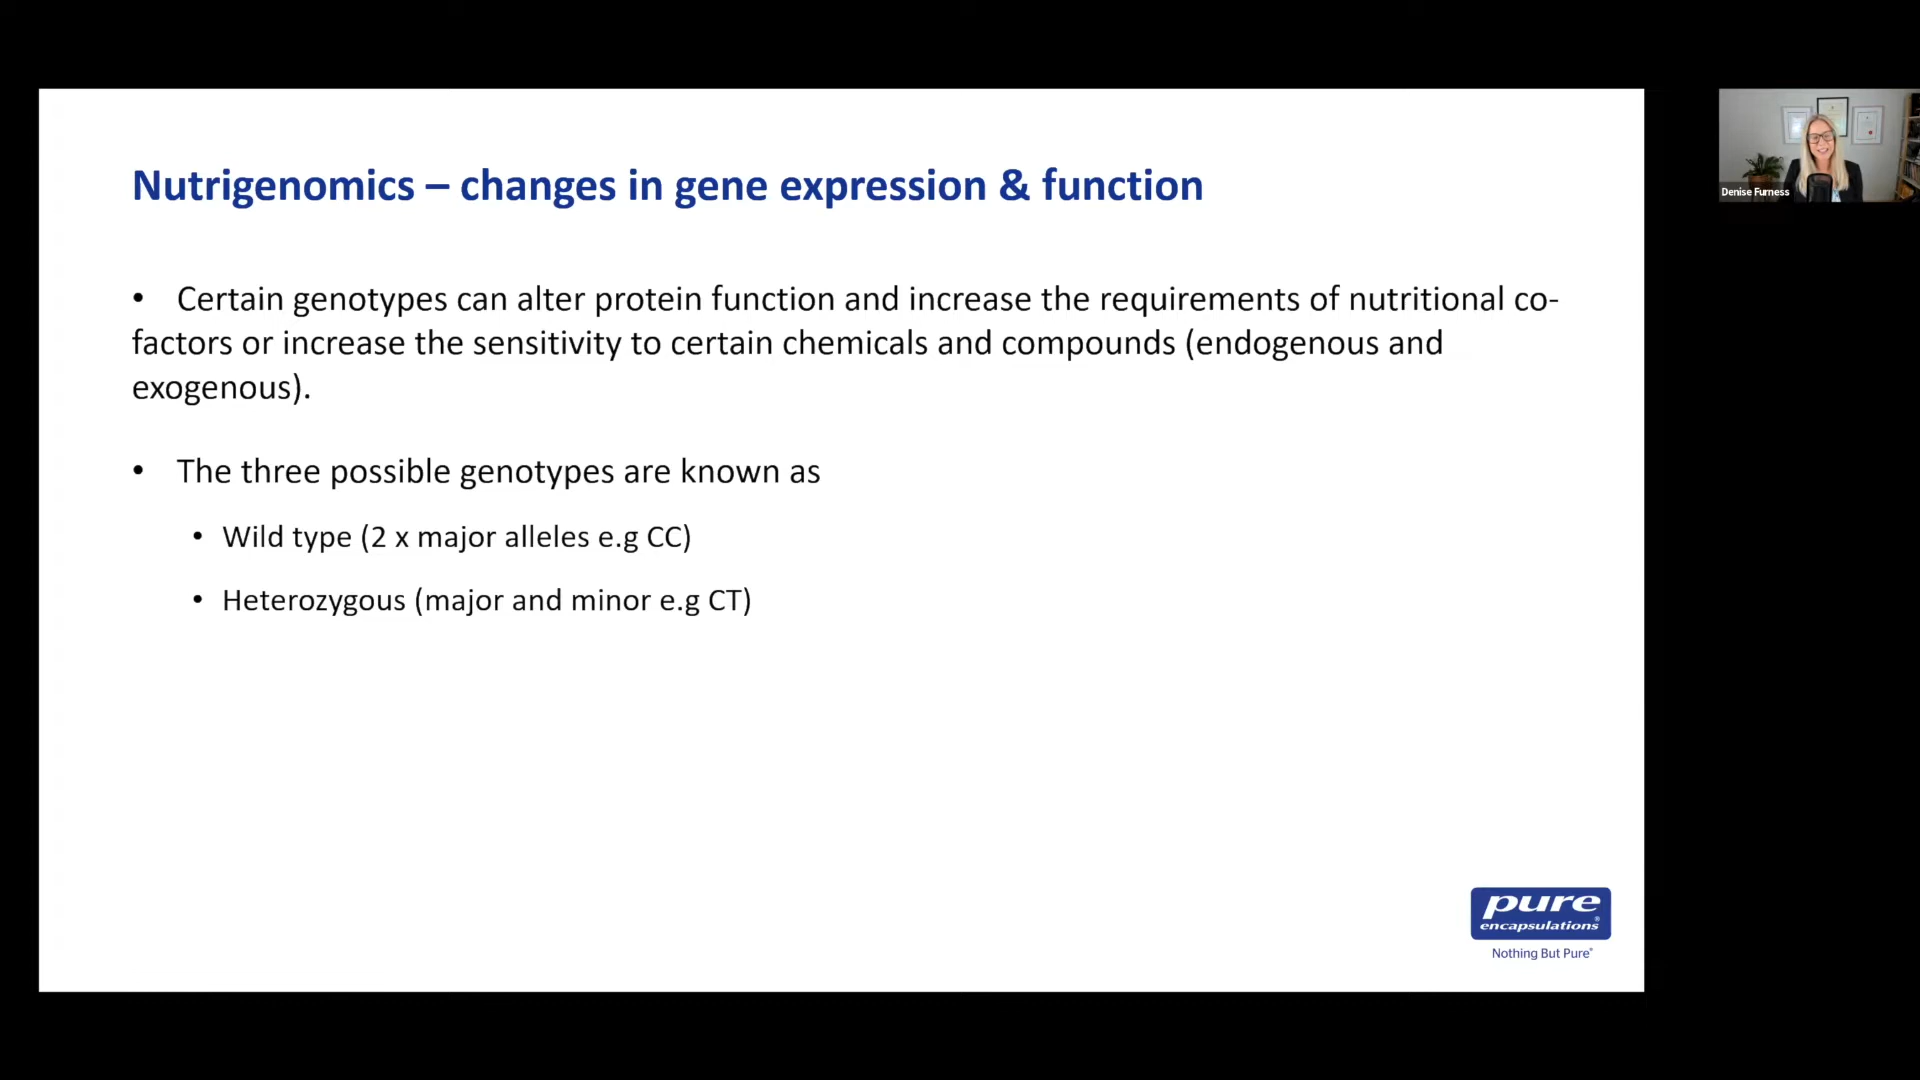 Nutrigenomics – changes in gene expression & function
• Certain genotypes can alter protein function and increase the requirements of nutritional co-
factors or increase the sensitivity to certain chemicals and compounds (endogenous and
exogenous).
• The three possible genotypes are known as
• Wild type (2 x major alleles e.g CC)
• Heterozygous (major and minor e.g CT)
pure
encapsulations®
Nothing But Pure®
Denise Furness